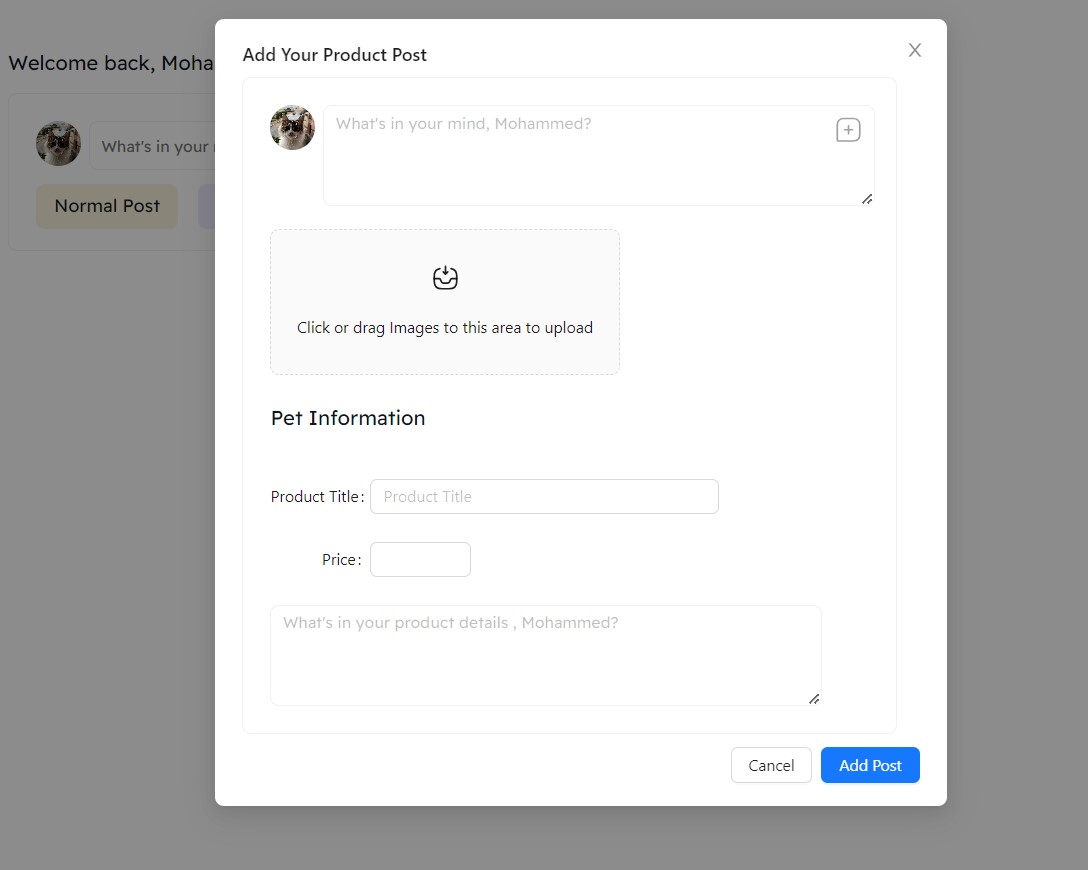 Add Your Product Post
Welcome back, Moha
What's in your mind, Mohammed?
What's in your
Normal Post
Click or drag Images to this area to upload
Pet Information
Product Title: Product Title
Price:
What's in your product details , Mohammed?
Cancel Add Post